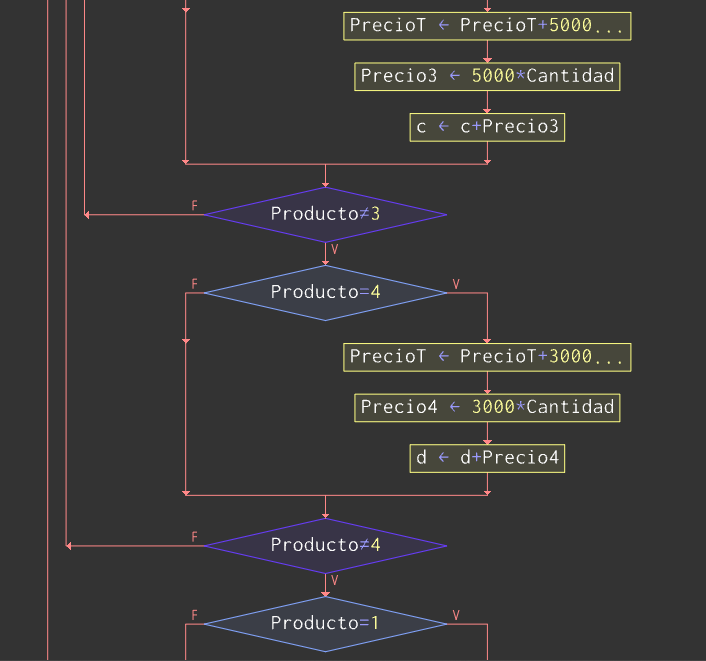 PrecioT ← PrecioT+5000...
Precio3 ← 5000*Cantidad
c ← c+Precio3
F
Producto≠3
V
F
Producto=4
V
PrecioT ← PrecioT+3000...
Precio4 ← 3000*Cantidad
d ← d+Precio4
F
Producto≠4
V
F
Producto=1
V